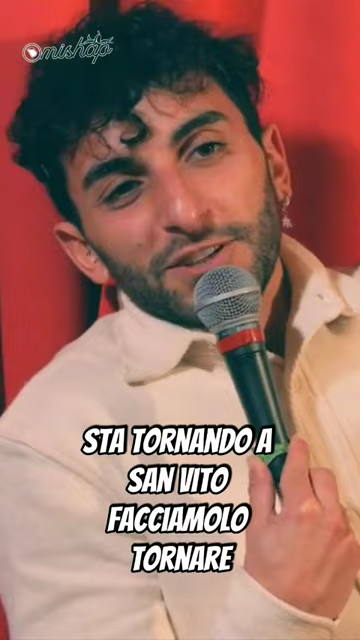 mishap
STA TORNANDO A
SAN VITO
FACCIAMOLO
TORNARE